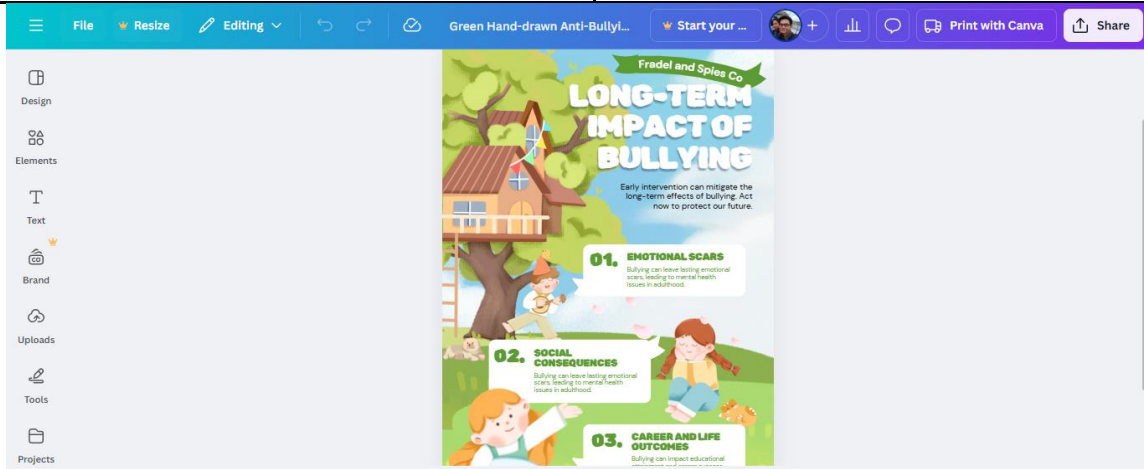 File Resize Editing Green Hand-drawn Anti-Bullyi... Start your ... + Print with Canva Share
Design
Elements
Text
CO
Brand
Uploads
Tools
Projects
Fradel and Spies Co
LONG-TERM
IMPACT OF
BULLYING
Early intervention can mitigate the
long-term effects of bullying. Act
now to protect our future.
01. EMOTIONAL SCARS
Bullying can leave lasting emotional
scars, leading to mental health
issues in adulthood.
02. SOCIAL
CONSEQUENCES
Bullying can leave lasting emotional
scars, leading to mental health
issues in adulthood.
03. CAREER AND LIFE
OUTCOMES
Bullying can impact educational